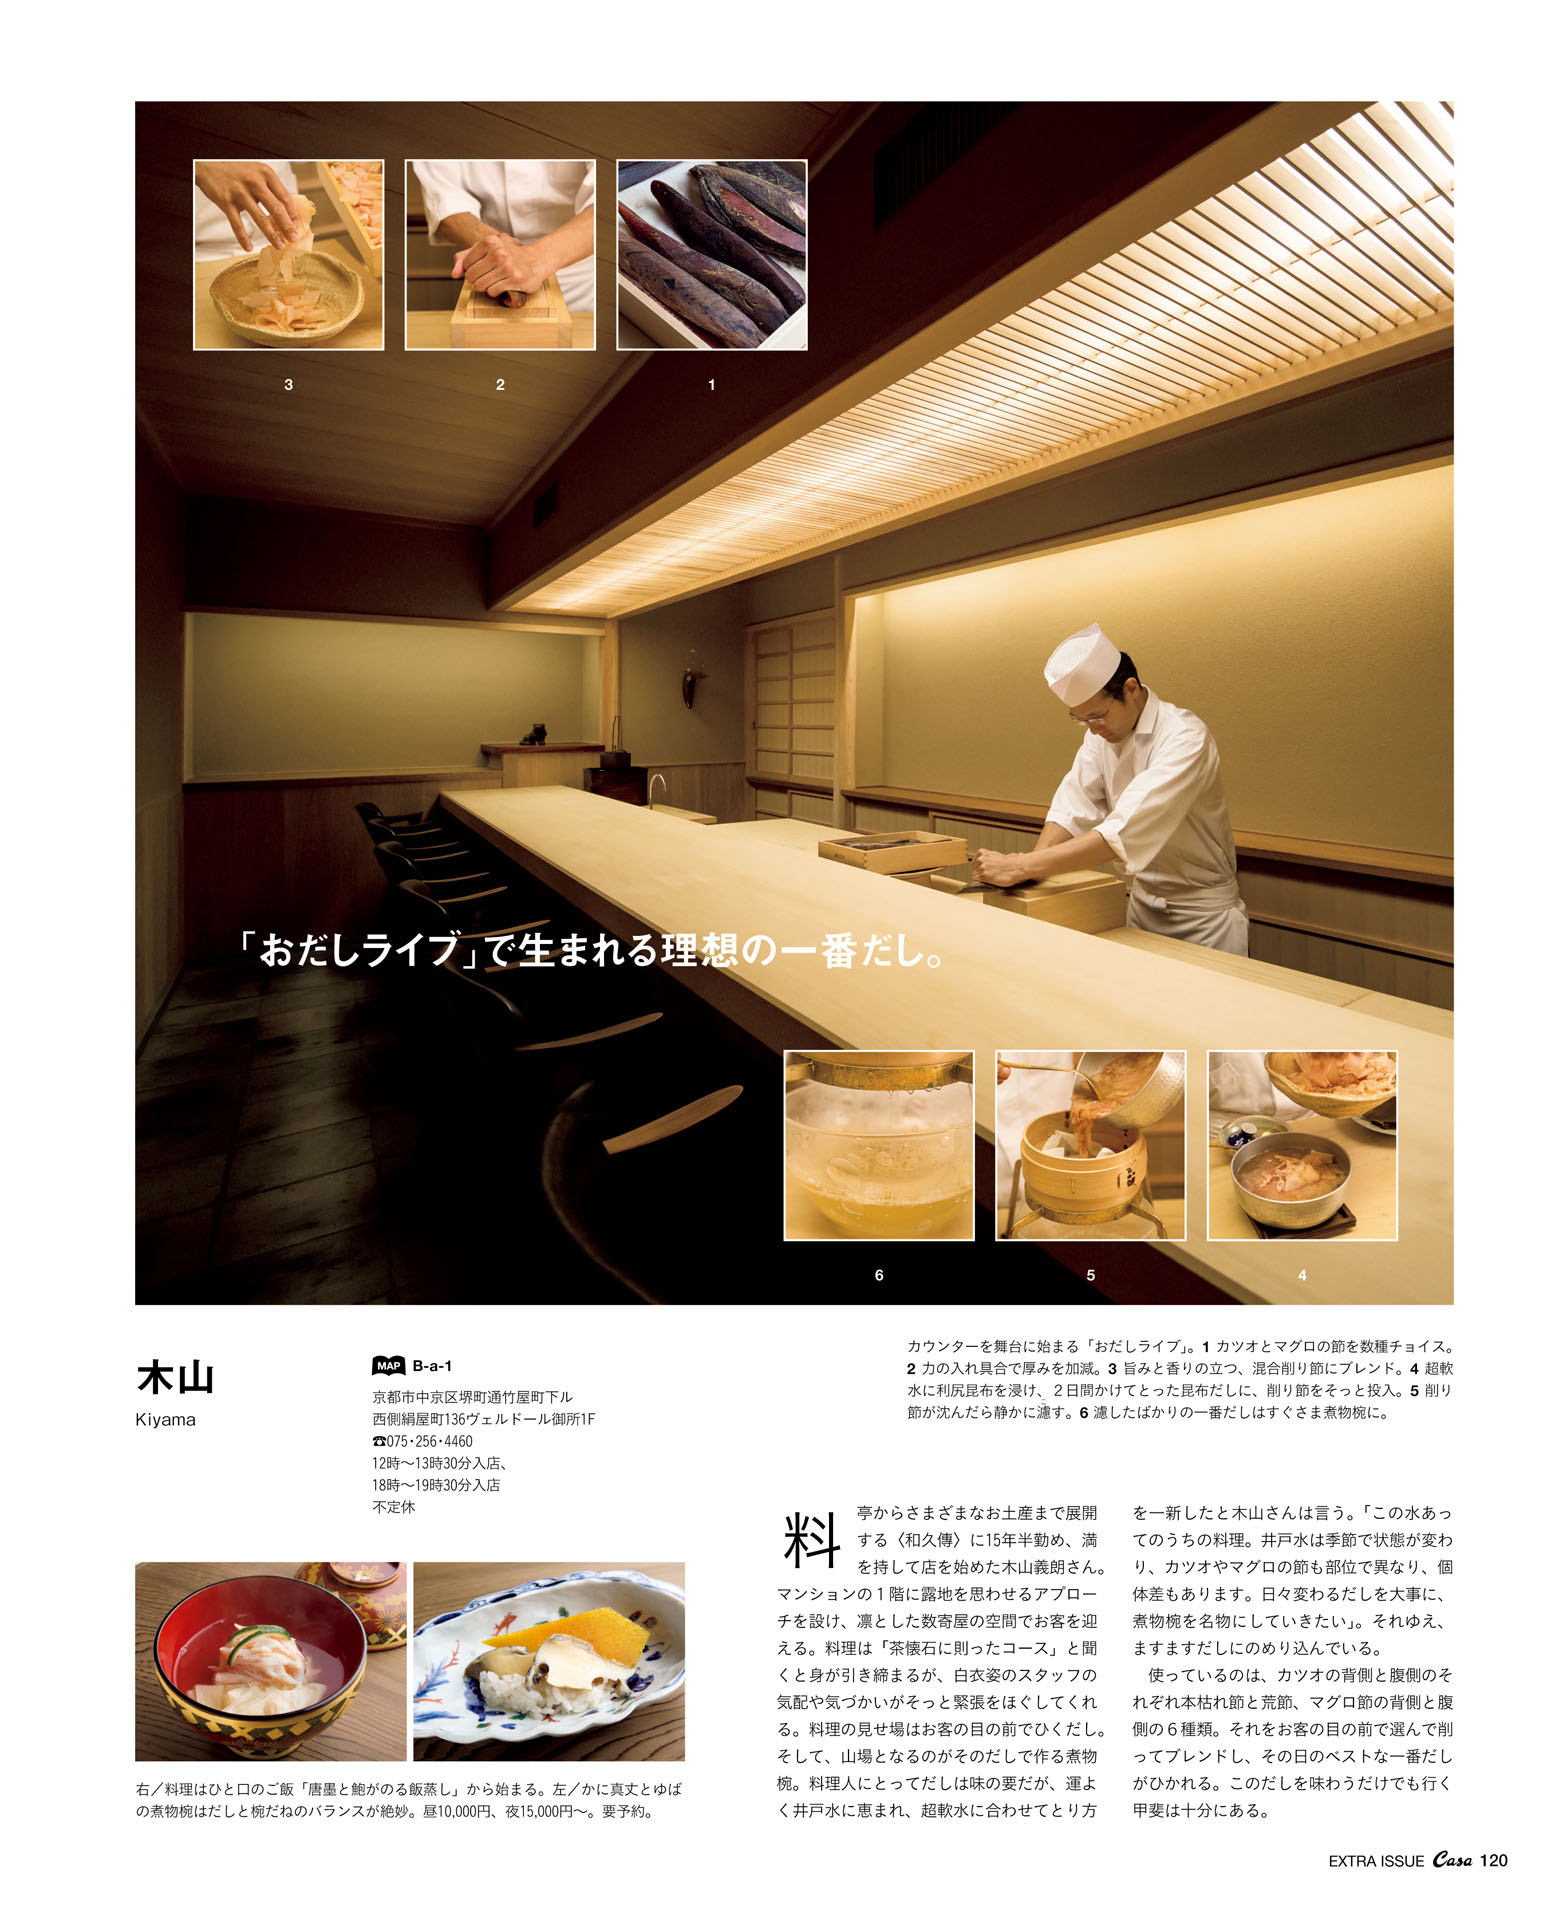 3
2
1
「おだしライブ」で生まれる理想の一番だし。
6
5
4
木山
Kiyama
MAP B-a-1
京都市中京区堺町通竹屋町下ル
西側絹屋町136ヴェルドール御所1F
☎075・256・4460
12時〜13時30分入店、
18時〜19時30分入店
不定休
カウンターを舞台に始まる「おだしライブ」。1 カツオとマグロの節を数種チョイス。
2 力の入れ具合で厚みを加減。3 旨みと香りの立つ、混合削り節にブレンド。4 超軟
水に利尻昆布を浸け、２日間かけてとった昆布だしに、削り節をそっと投入。5 削り
節が沈んだら静かに濾す。6 濾したばかりの一番だしはすぐさま煮物椀に。
料亭からさまざまなお土産まで展開
する〈和久傳〉に15年半勤め、満
を持して店を始めた木山義朗さん。
マンションの１階に露地を思わせるアプロー
チを設け、凛とした数寄屋の空間でお客を迎
える。料理は「茶懐石に則ったコース」と聞
くと身が引き締まるが、白衣姿のスタッフの
気配や気づかいがそっと緊張をほぐしてくれ
る。料理の見せ場はお客の目の前でひくだし。
そして、山場となるのがそのだしで作る煮物
椀。料理人にとってだしは味の要だが、運よ
く井戸水に恵まれ、超軟水に合わせてとり方
を一新したと木山さんは言う。「この水あっ
てのうちの料理。井戸水は季節で状態が変わ
り、カツオやマグロの節も部位で異なり、個
体差もあります。日々変わるだしを大事に、
煮物椀を名物にしていきたい」。それゆえ、
ますますだしにのめり込んでいる。
　使っているのは、カツオの背側と腹側のそ
れぞれ本枯れ節と荒節、マグロ節の背側と腹
側の６種類。それをお客の目の前で選んで削
ってブレンドし、その日のベストな一番だし
がひかれる。このだしを味わうだけでも行く
甲斐は十分にある。
右／料理はひと口のご飯「唐墨と鮑がのる飯蒸し」から始まる。左／かに真丈とゆば
の煮物椀はだしと椀だねのバランスが絶妙。昼10,000円、夜15,000円〜。要予約。
EXTRA ISSUE Casa 120